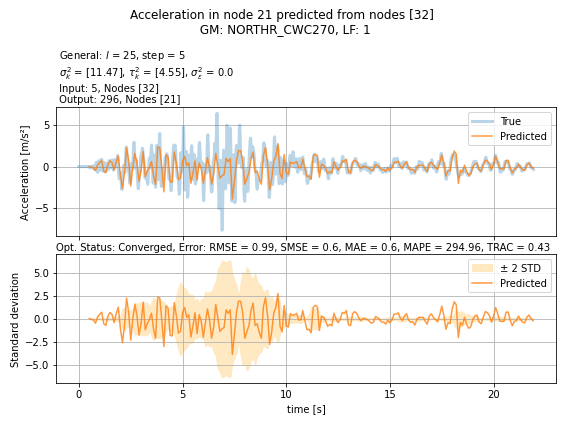 Acceleration in node 21 predicted from nodes [32]
GM: NORTHR_CWC270, LF: 1
General: l = 25, step = 5
σ²ₖ = [11.47], τ²ₖ = [4.55], σ²ε = 0.0
Input: 5, Nodes [32]
Output: 296, Nodes [21]
Acceleration [m/s²]
5
0
−5
True
Predicted
Opt. Status: Converged, Error: RMSE = 0.99, SMSE = 0.6, MAE = 0.6, MAPE = 294.96, TRAC = 0.43
Standard deviation
5.0
2.5
0.0
−2.5
−5.0
± 2 STD
Predicted
0 5 10 15 20
time [s]